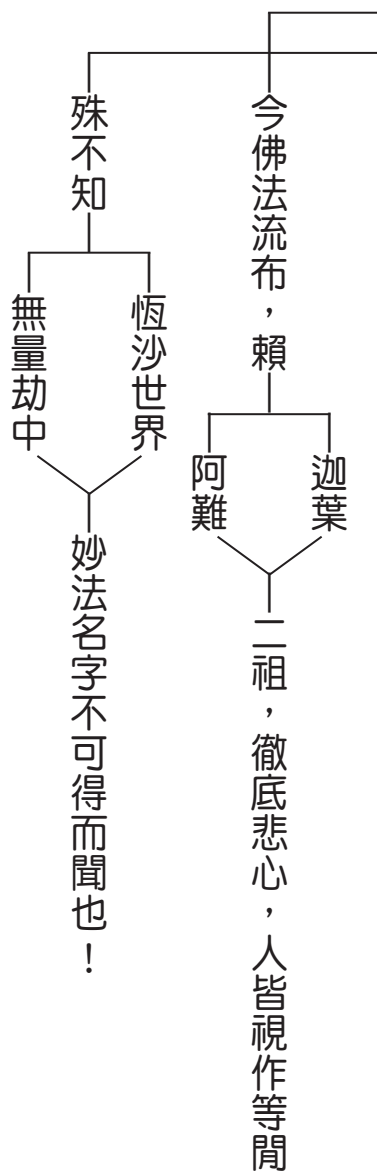 今佛法流布，賴
迦葉
阿難
二祖，徹底悲心，人皆視作等閒
殊不知
恆沙世界
無量劫中
妙法名字不可得而聞也！